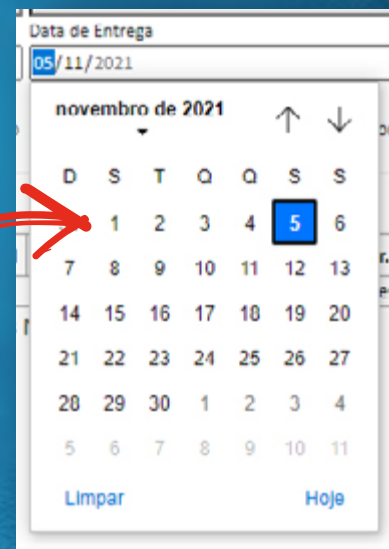 Data de Entrega
05/11/2021
novembro de 2021
D S T Q Q S S
1 2 3 4 5 6
7 8 9 10 11 12 13
14 15 16 17 18 19 20
21 22 23 24 25 26 27
28 29 30 1 2 3 4
5 6 7 8 9 10 11
Limpar Hoje